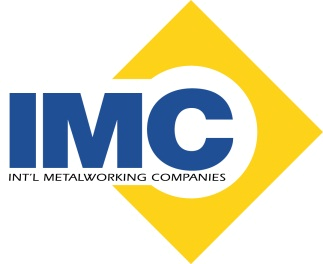 IMC
INT'L METALWORKING COMPANIES